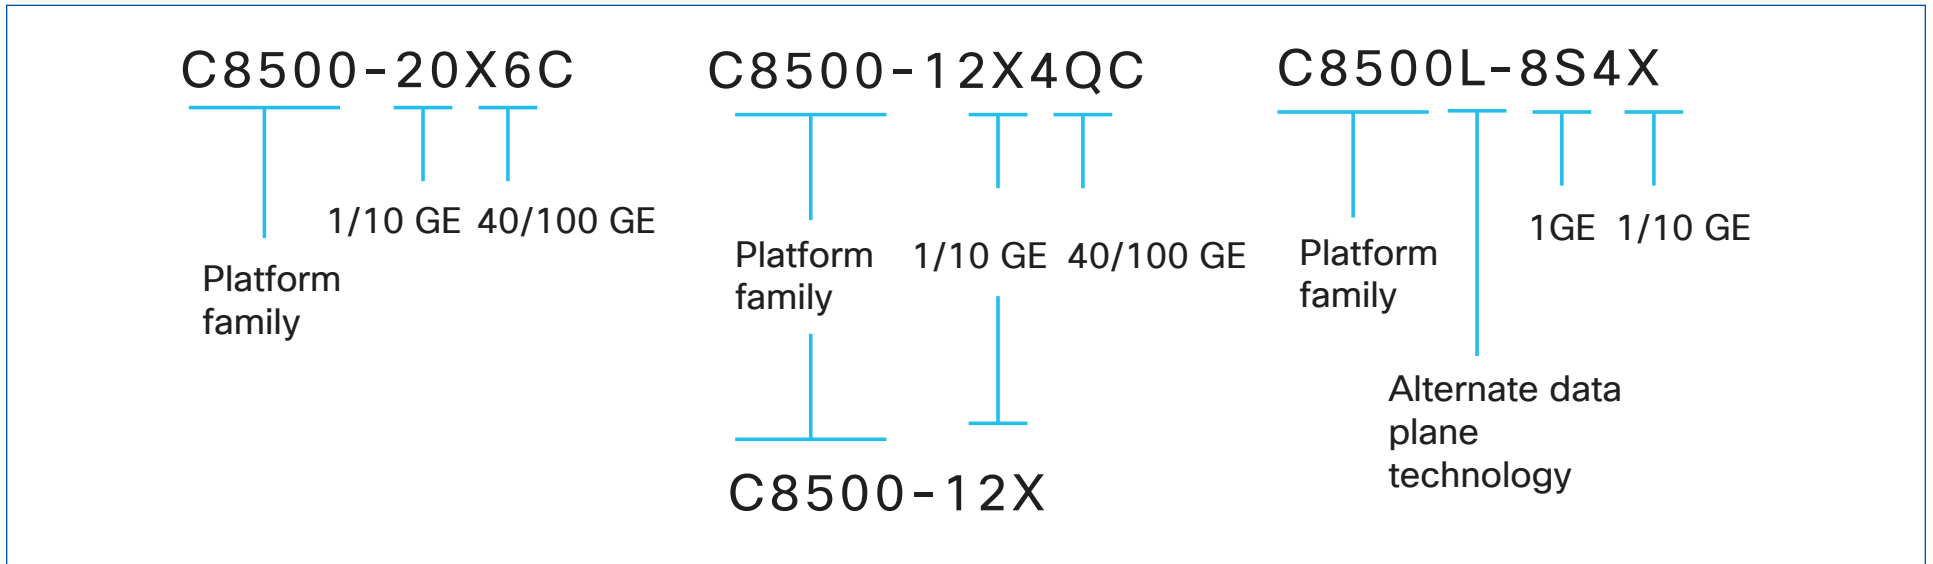 C8500-20X6C
1/10 GE 40/100 GE
Platform
family
C8500-12X4QC
Platform
family
1/10 GE 40/100 GE
C8500-12X
C8500L-8S4X
1GE 1/10 GE
Platform
family
Alternate data
plane
technology